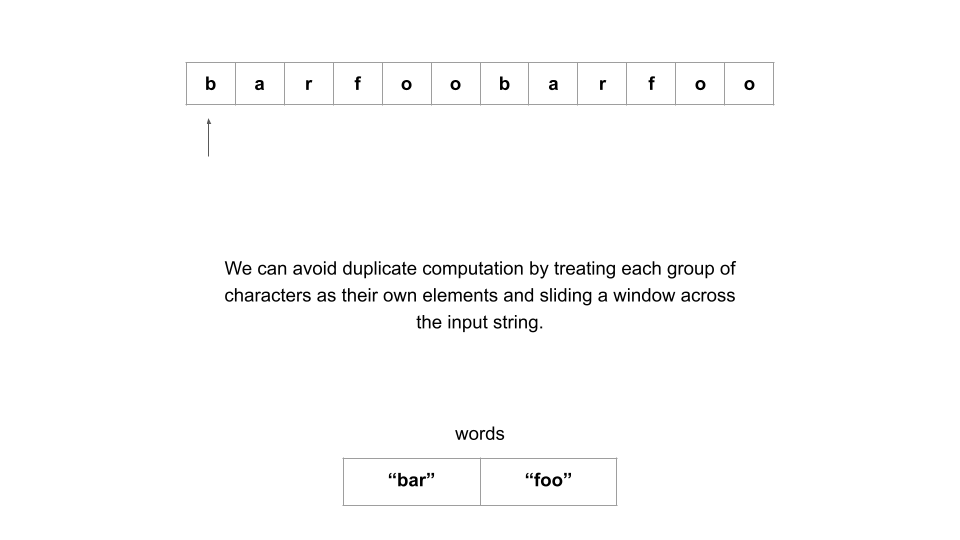 b a r f o o b a r f o o
We can avoid duplicate computation by treating each group of
characters as their own elements and sliding a window across
the input string.
words
“bar” “foo”